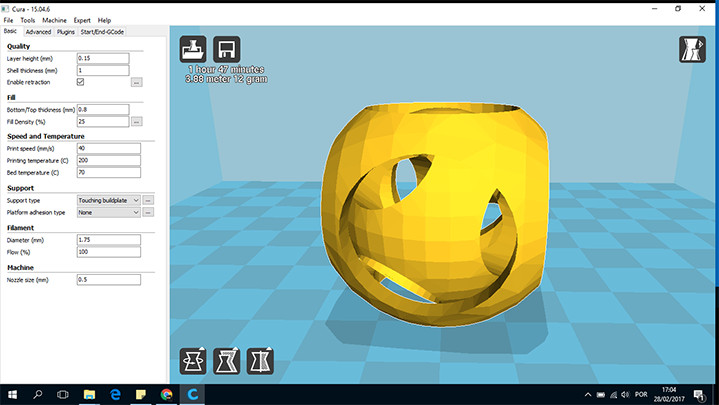 Cura - 15.04.6
File Tools Machine Expert Help
Basic Advanced Plugins Start/End-GCode
Quality
Layer height (mm) 0.15
Shell thickness (mm) 1
Enable retraction ...
Fill
Bottom/Top thickness (mm) 0.8
Fill Density (%) 25 ...
Speed and Temperature
Print speed (mm/s) 40
Printing temperature (C) 200
Bed temperature (C) 70
Support
Support type Touching buildplate ...
Platform adhesion type None ...
Filament
Diameter (mm) 1.75
Flow (%) 100
Machine
Nozzle size (mm) 0.5
1 hour 47 minutes
3.88 meter 12 gram
POR
17:04
28/02/2017